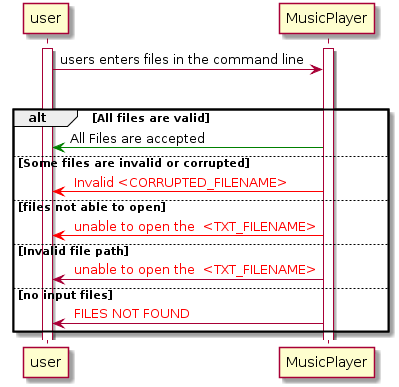 user
MusicPlayer
users enters files in the command line
alt
[All files are valid]
All Files are accepted
[Some files are invalid or corrupted]
Invalid <CORRUPTED_FILENAME>
[files not able to open]
unable to open the  <TXT_FILENAME>
[Invalid file path]
unable to open the  <TXT_FILENAME>
[no input files]
FILES NOT FOUND
user
MusicPlayer